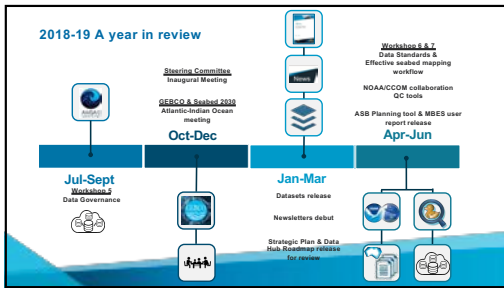 2018-19 A year in review
Steering Committee
Inaugural Meeting
GEBCO & Seabed 2030
Atlantic-Indian Ocean
meeting
Oct-Dec
News
Workshop 6 & 7
Data Standards &
Effective seabed mapping
workflow
NOAA/CCOM collaboration
QC tools
ASB Planning tool & MBES user
report release
Apr-Jun
Jul-Sept
Workshop 5
Data Governance
Jan-Mar
Datasets release
Newsletters debut
Strategic Plan & Data
Hub Roadmap release
for review